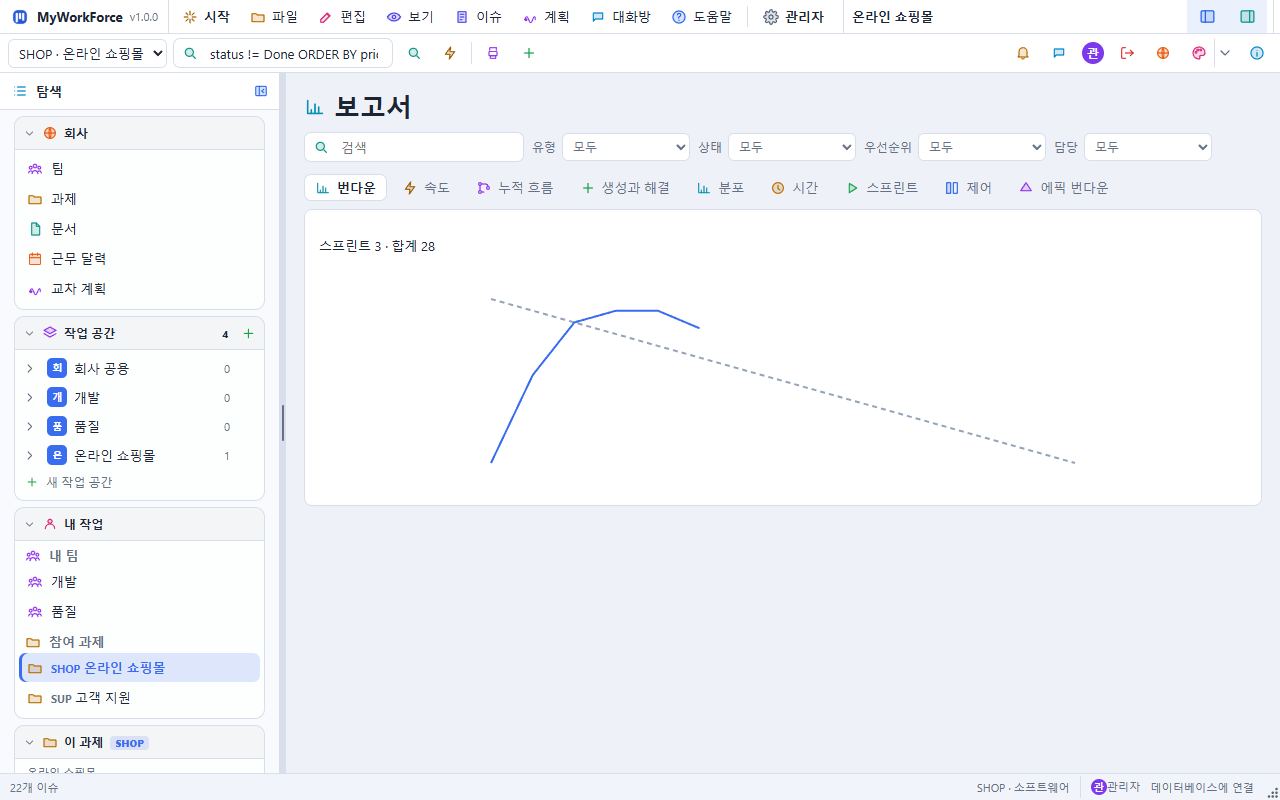 MyWorkForce v1.0.0 시작 파일 편집 보기 이슈 계획 대화방 도움말 관리자 온라인 쇼핑몰
SHOP · 온라인 쇼핑몰 status != Done ORDER BY pric 관
탐색
회사
팀
과제
문서
근무 달력
교차 계획
작업 공간 4
회 회사 공용 0
개 개발 0
품 품질 0
온 온라인 쇼핑몰 1
새 작업 공간
내 작업
내 팀
개발
품질
참여 과제
SHOP 온라인 쇼핑몰
SUP 고객 지원
이 과제 SHOP
보고서
검색 유형 모두 상태 모두 우선순위 모두 담당 모두
번다운 속도 누적 흐름 생성과 해결 분포 시간 스프린트 제어 에픽 번다운
스프린트 3 · 합계 28
22개 이슈 SHOP · 소프트웨어 관 관리자 데이터베이스에 연결